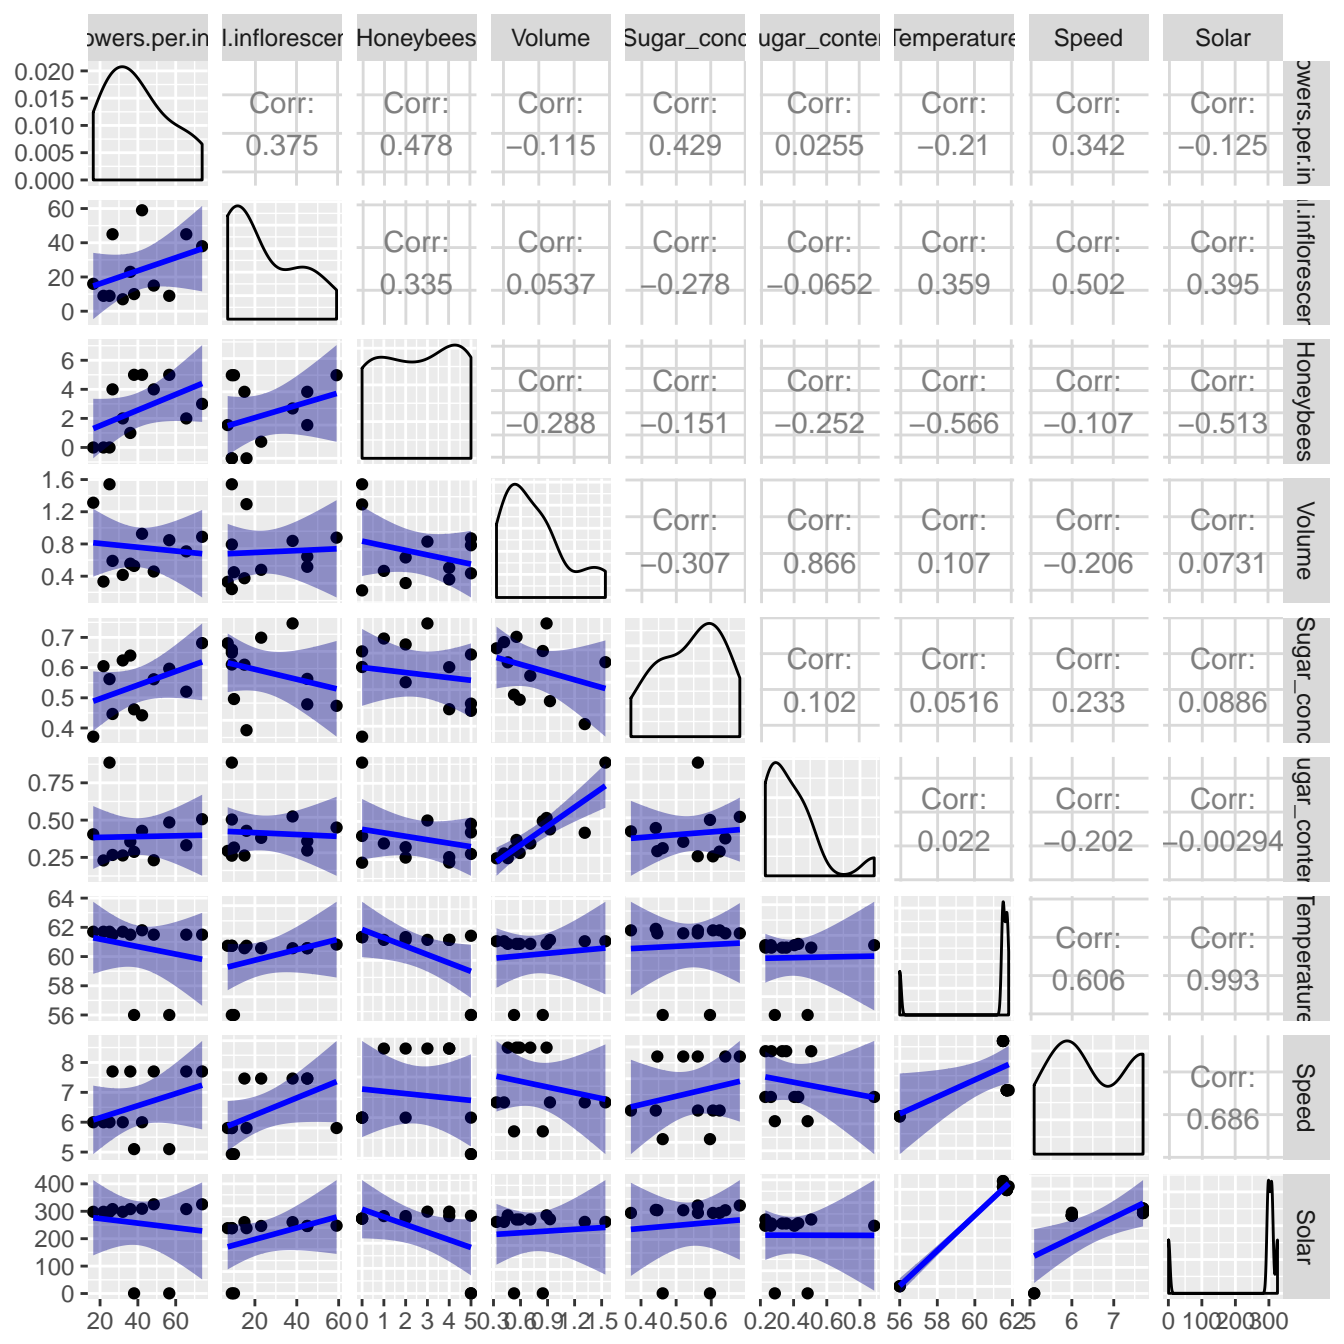 owers.per.in l.inflorescer Honeybees Volume Sugar_conc ugar_conter Temperature Speed Solar
0.020
0.015
0.010
0.005
0.000
Corr: Corr: Corr: Corr: Corr: Corr: Corr: Corr:
0.375 0.478 −0.115 0.429 0.0255 −0.21 0.342 −0.125
owers.per.in
60
40
20
0
Corr: Corr: Corr: Corr: Corr: Corr: Corr:
0.335 0.0537 −0.278 −0.0652 0.359 0.502 0.395
l.inflorescer
6
4
2
0
Corr: Corr: Corr: Corr: Corr: Corr:
−0.288 −0.151 −0.252 −0.566 −0.107 −0.513
Honeybees
1.6
1.2
0.8
0.4
Corr: Corr: Corr: Corr: Corr:
−0.307 0.866 0.107 −0.206 0.0731
Volume
0.7
0.6
0.5
0.4
Corr: Corr: Corr: Corr:
0.102 0.0516 0.233 0.0886
Sugar_conc
0.75
0.50
0.25
Corr: Corr: Corr:
0.022 −0.202 −0.00294
ugar_conter
64
62
60
58
56
Corr: Corr:
0.606 0.993
Temperature
8
7
6
5
Corr:
0.686
Speed
400
300
200
100
0
Solar
20 40 60 20 40 60 0 1 2 3 4 5 0.3 0.6 0.9 1.2 1.5 0.4 0.5 0.6 0.2 0.4 0.6 0.8 56 58 60 62 5 6 7 0 100 200 300